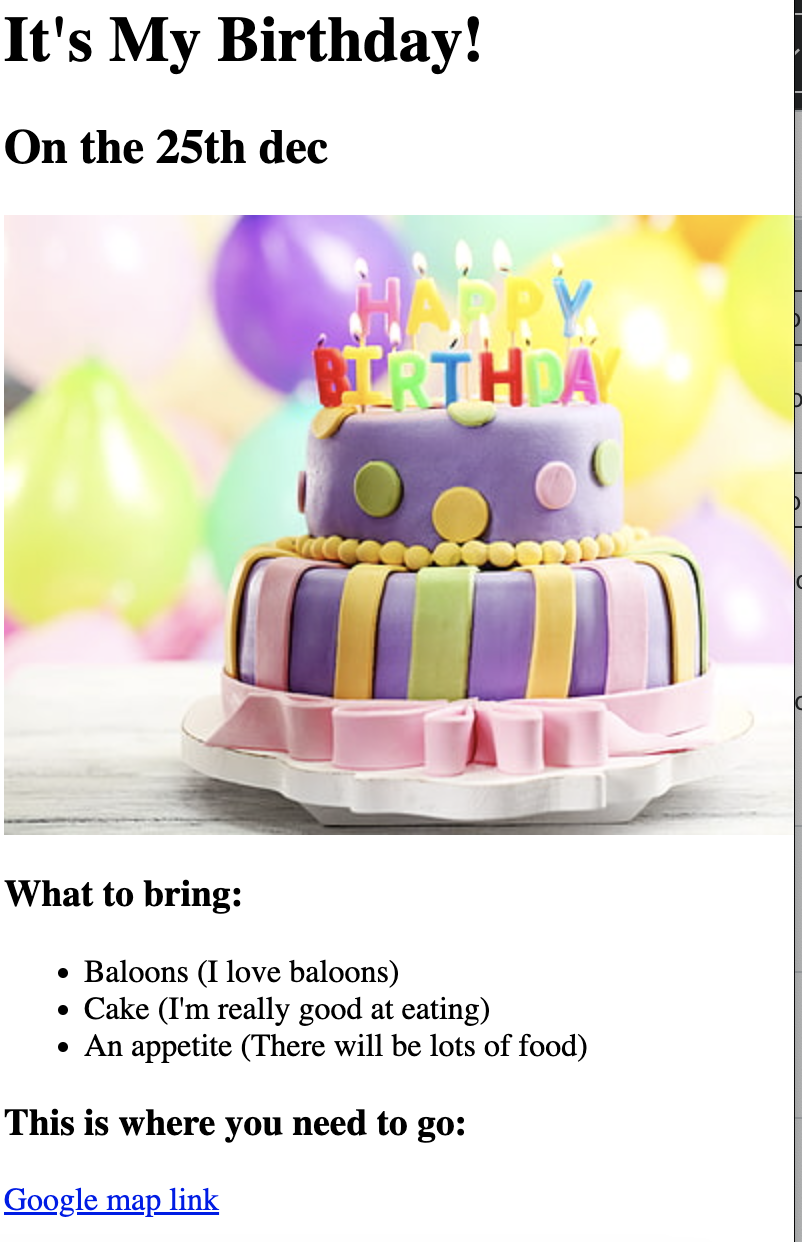 It's My Birthday!
On the 25th dec
HAPPY
BIRTHDAY
What to bring:
Baloons (I love baloons)
Cake (I'm really good at eating)
An appetite (There will be lots of food)
This is where you need to go:
Google map link